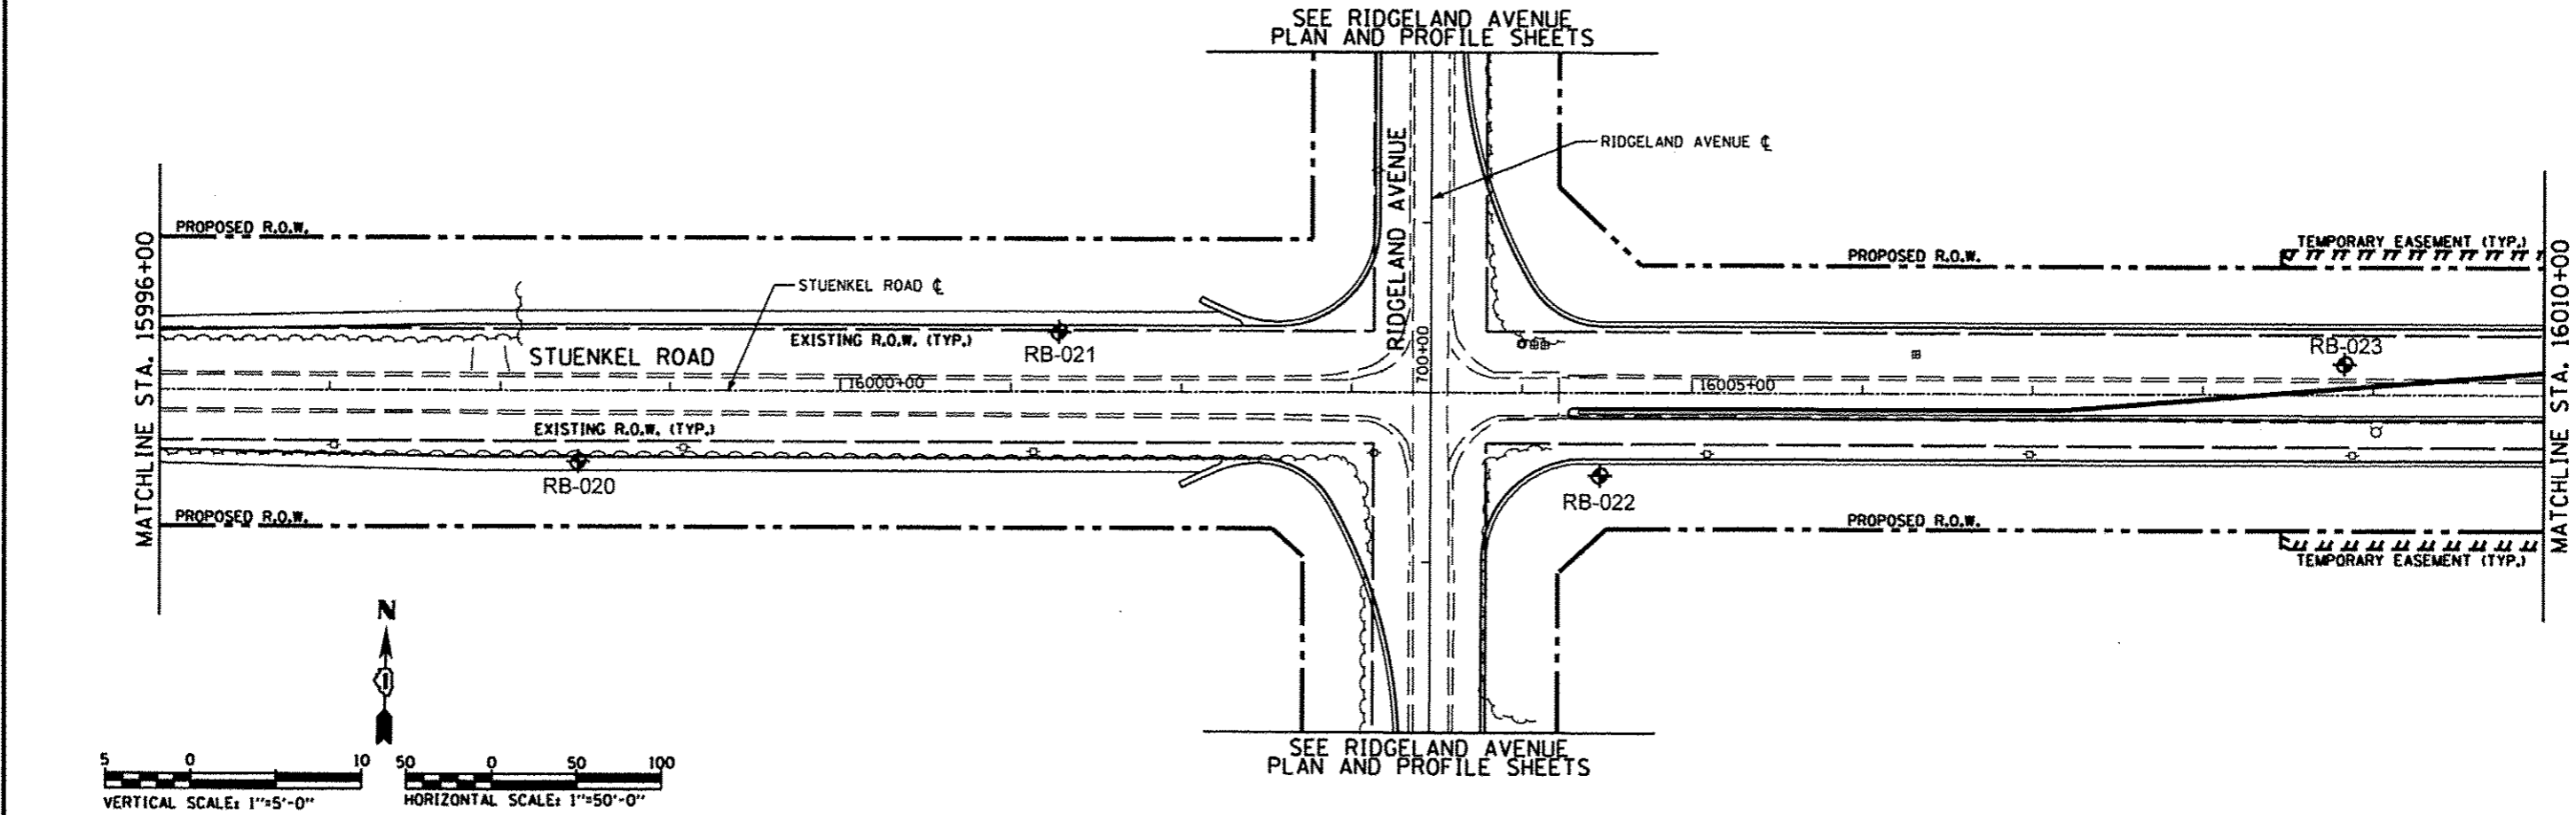 SEE RIDGELAND AVENUE
PLAN AND PROFILE SHEETS
RIDGELAND AVENUE ℄
RIDGELAND AVENUE
PROPOSED R.O.W.
TEMPORARY EASEMENT (TYP.)
PROPOSED R.O.W.
MATCHLINE STA. 15996+00
STUENKEL ROAD ℄
MATCHLINE STA. 16010+00
EXISTING R.O.W. (TYP.)
RB-021
RB-023
STUENKEL ROAD
16000+00
700+00
16005+00
EXISTING R.O.W. (TYP.)
RB-020
RB-022
PROPOSED R.O.W.
PROPOSED R.O.W.
TEMPORARY EASEMENT (TYP.)
N
SEE RIDGELAND AVENUE
PLAN AND PROFILE SHEETS
5 0 10
50 0 50 100
VERTICAL SCALE: 1"=5'-0"
HORIZONTAL SCALE: 1"=50'-0"